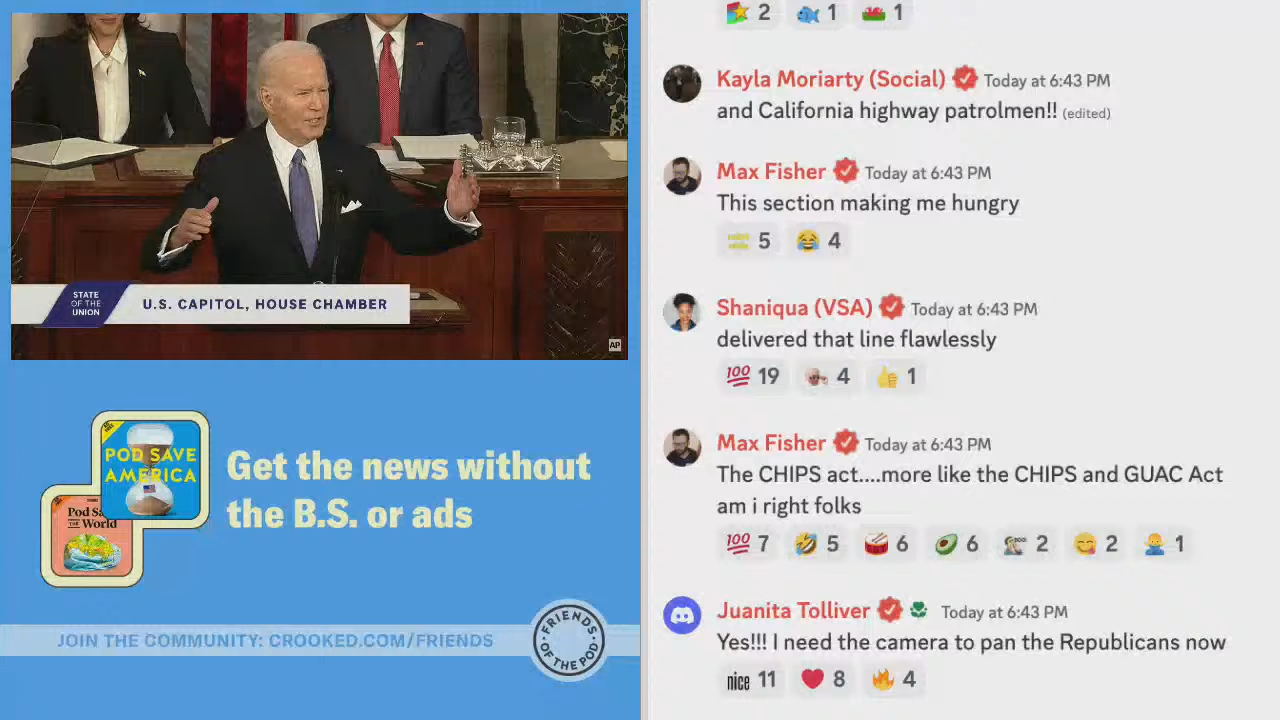 STATE
OF THE
UNION
U.S. CAPITOL, HOUSE CHAMBER
AP
POD SAVE
AMERICA
THE World
Get the news without
the B.S. or ads
JOIN THE COMMUNITY: CROOKED.COM/FRIENDS
FRIENDS
OF THE POD
2 1 1
Kayla Moriarty (Social) Today at 6:43 PM
and California highway patrolmen!! (edited)
Max Fisher Today at 6:43 PM
This section making me hungry
5 4
Shaniqua (VSA) Today at 6:43 PM
delivered that line flawlessly
100 19 4 1
Max Fisher Today at 6:43 PM
The CHIPS act....more like the CHIPS and GUAC Act
am i right folks
100 7 5 6 6 2 2 1
Juanita Tolliver Today at 6:43 PM
Yes!!! I need the camera to pan the Republicans now
nice 11 8 4